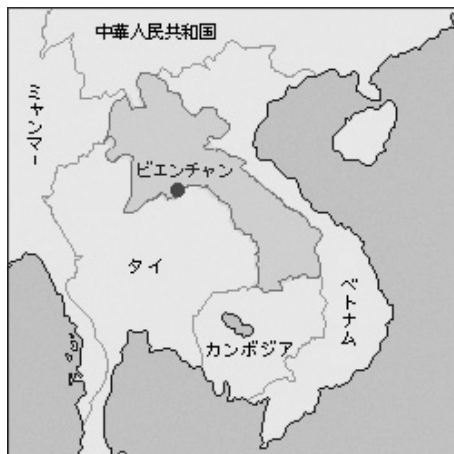 中華人民共和国
ミャンマー
ビエンチャン
タイ
ベトナム
カンボジア